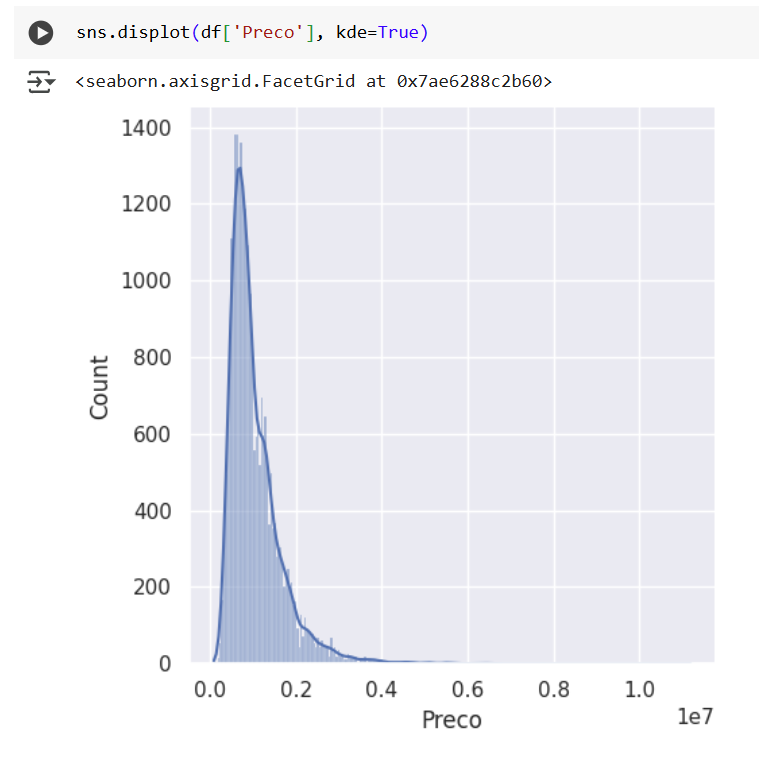 sns.displot(df['Preco'], kde=True)
<seaborn.axisgrid.FacetGrid at 0x7ae6288c2b60>
1400
1200
1000
800
600
400
200
0
Count
0.0 0.2 0.4 0.6 0.8 1.0
Preco
1e7